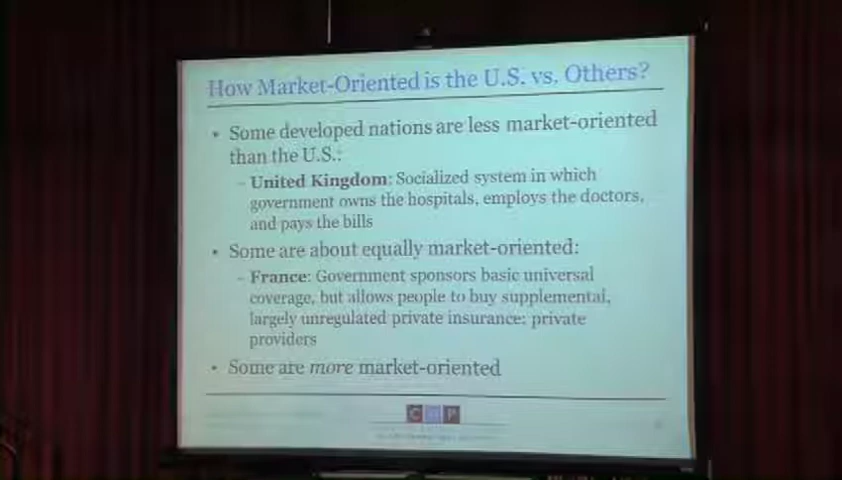 How Market-Oriented is the U.S. vs. Others?
• Some developed nations are less market-oriented
than the U.S.:
– United Kingdom: Socialized system in which
government owns the hospitals, employs the doctors,
and pays the bills
• Some are about equally market-oriented:
– France: Government sponsors basic universal
coverage, but allows people to buy supplemental,
largely unregulated private insurance; private
providers
• Some are more market-oriented